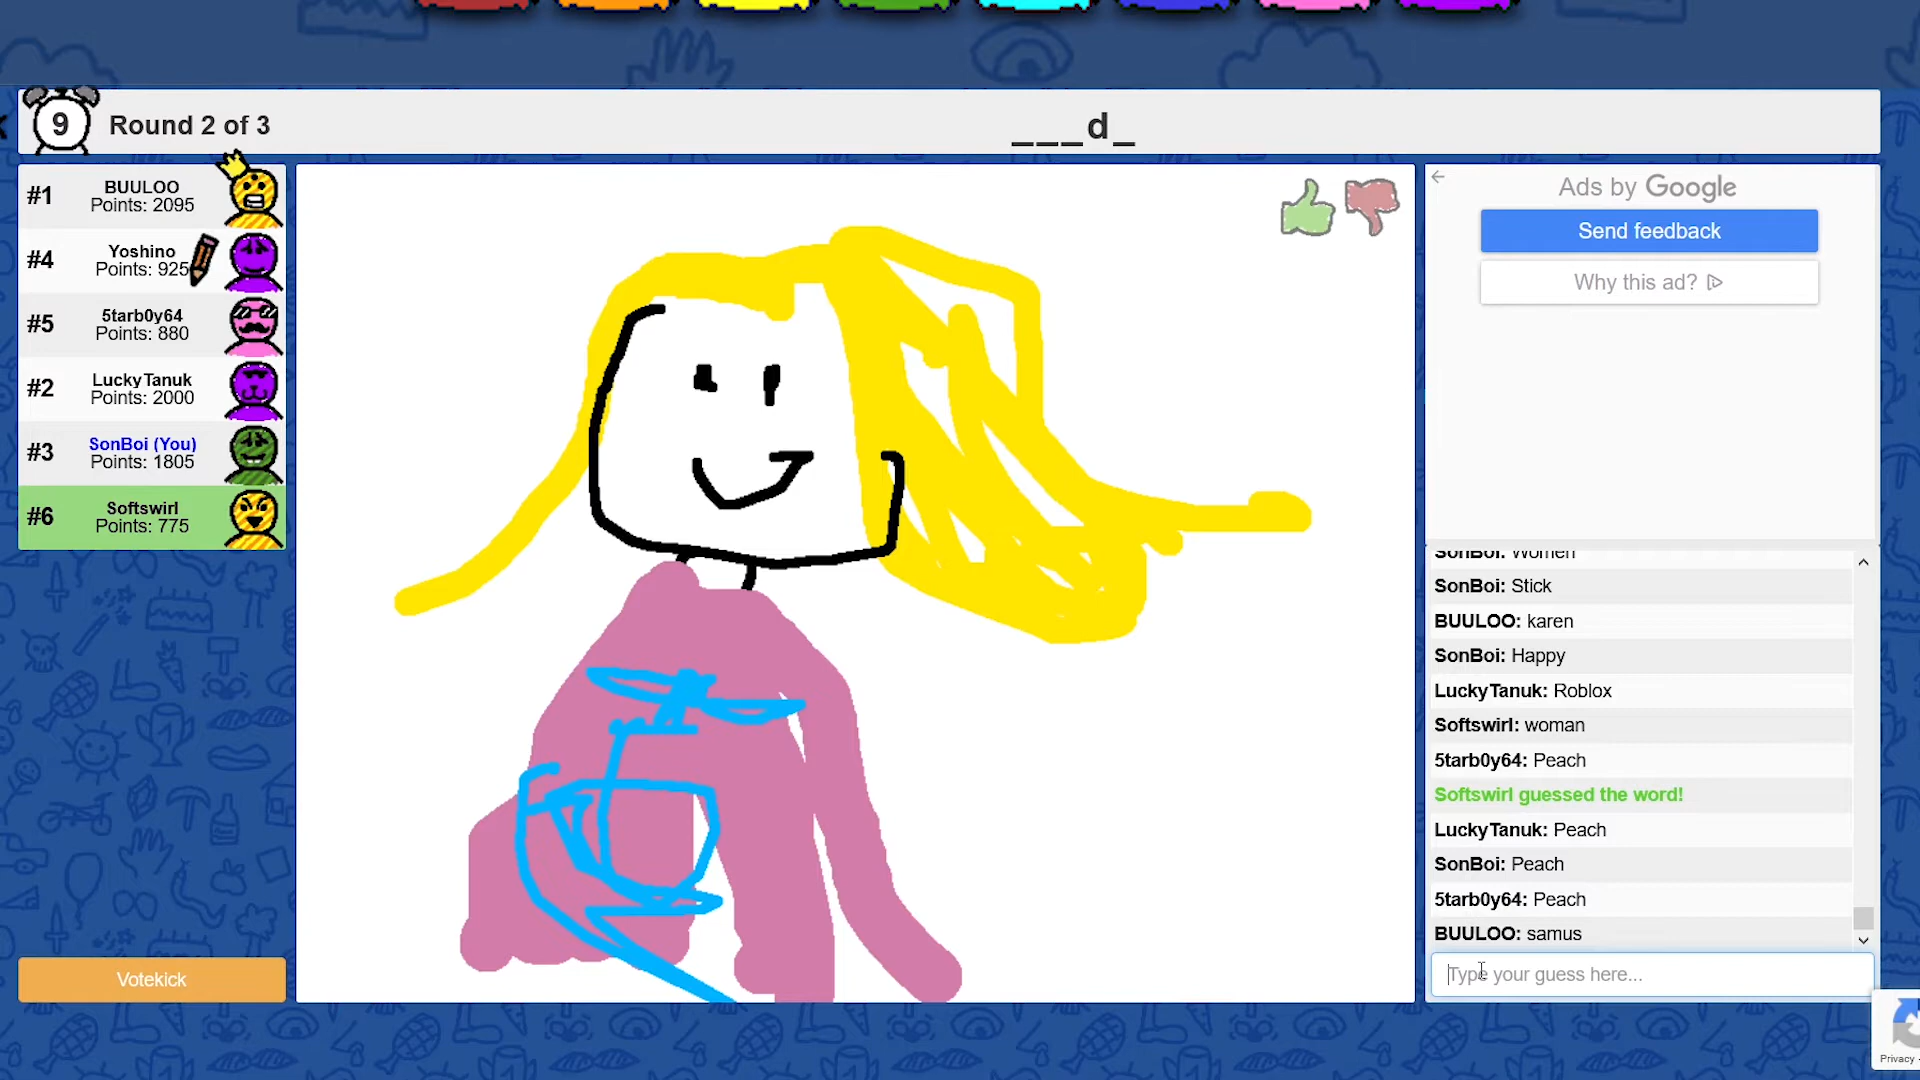 9
Round 2 of 3
___d_
#1
BUULOO
Points: 2095
#4
Yoshino
Points: 925
#5
5tarb0y64
Points: 880
#2
LuckyTanuk
Points: 2000
#3
SonBoi (You)
Points: 1805
#6
Softswirl
Points: 775
Votekick
Ads by Google
Send feedback
Why this ad?
SonBoi: Women
SonBoi: Stick
BUULOO: karen
SonBoi: Happy
LuckyTanuk: Roblox
Softswirl: woman
5tarb0y64: Peach
Softswirl guessed the word!
LuckyTanuk: Peach
SonBoi: Peach
5tarb0y64: Peach
BUULOO: samus
Type your guess here...
Privacy -